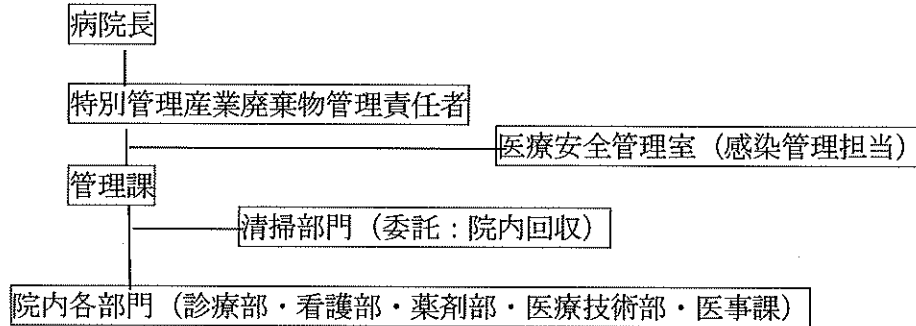 病院長
特別管理産業廃棄物管理責任者
医療安全管理室（感染管理担当）
管理課
清掃部門（委託：院内回収）
院内各部門（診療部・看護部・薬剤部・医療技術部・医事課）